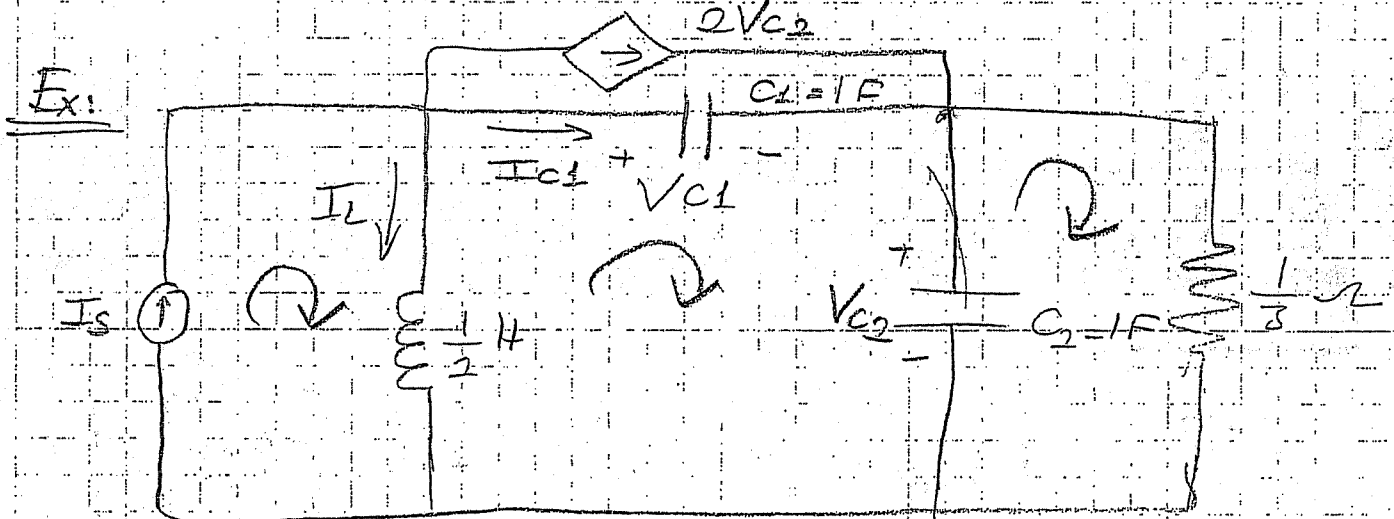 2Vc2
Ex:
C1 = 1F
Ic1
+ Vc1 -
IL
Is
1/2 H
+
Vc2
-
C2 = 1F
1/3 Ω